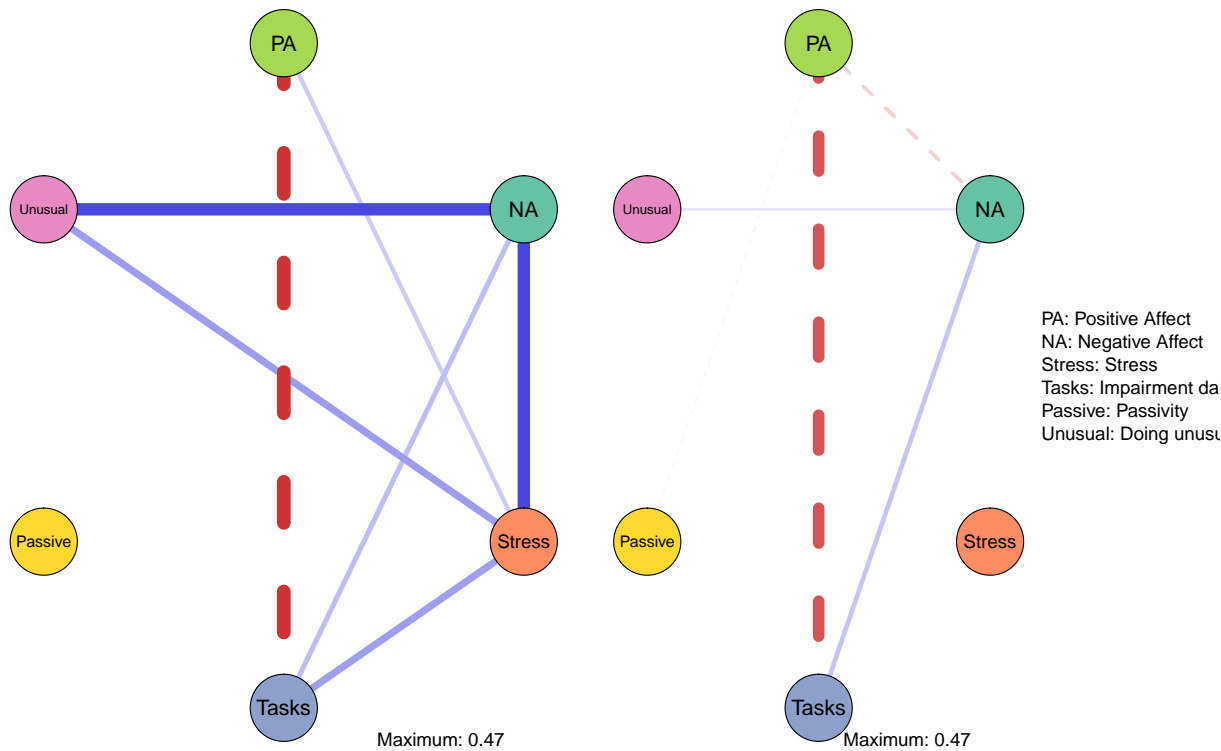 PA
Unusual
NA
Passive
Stress
Tasks
Maximum: 0.47
PA
Unusual
NA
Passive
Stress
Tasks
Maximum: 0.47
PA: Positive Affect
NA: Negative Affect
Stress: Stress
Tasks: Impairment da
Passive: Passivity
Unusual: Doing unusu